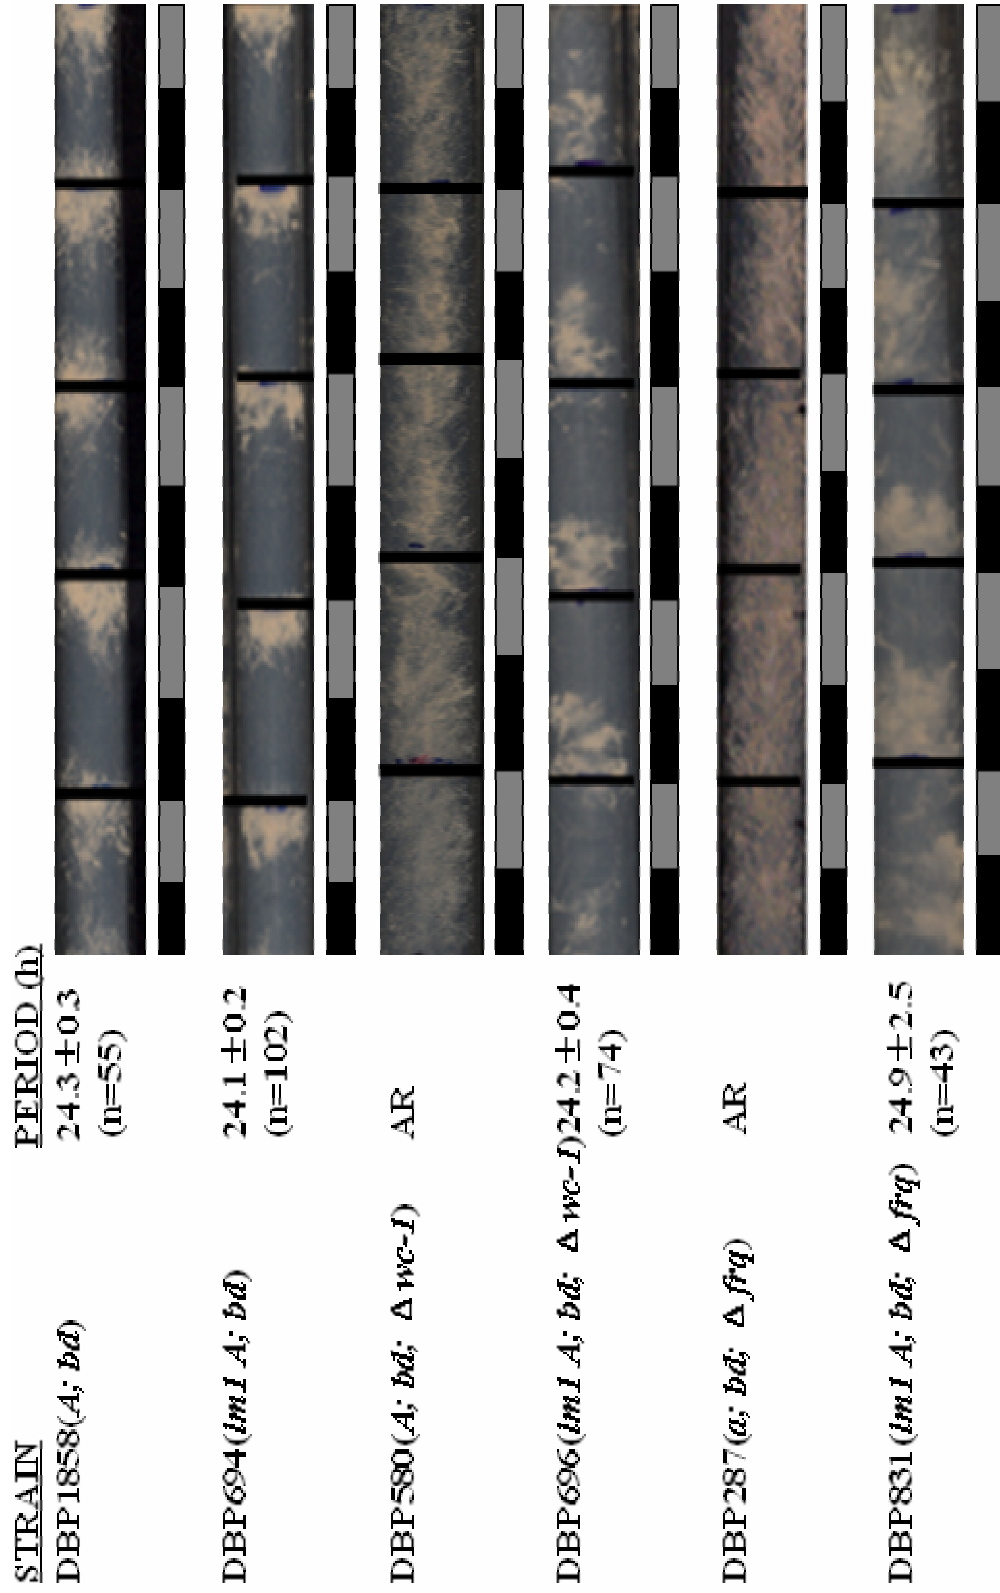 STRAIN PERIOD (h)
DBP1858(A; bd) 24.3 ±0.3
(n=55)
DBP694(lm1 A; bd) 24.1 ±0.2
(n=102)
DBP580(A; bd; Δ wc-1) AR
DBP696(lm1 A; bd; Δ wc-1)24.2 ±0.4
(n=74)
DBP287(a; bd; Δ frq) AR
DBP831(lm1 A; bd; Δ frq) 24.9 ±2.5
(n=43)